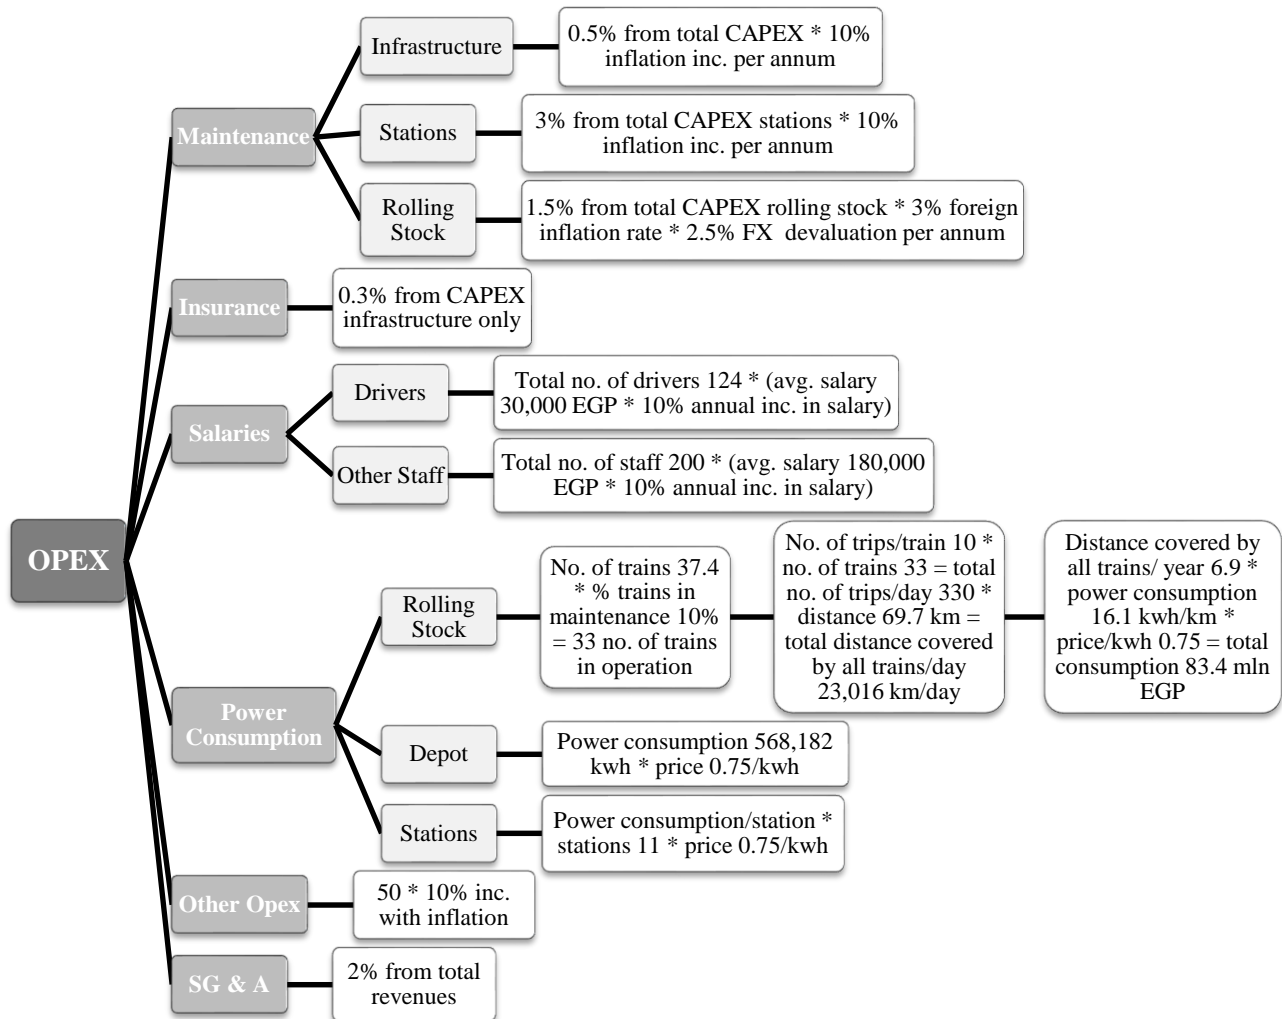 OPEX
Maintenance
Infrastructure
0.5% from total CAPEX * 10%
inflation inc. per annum
Stations
3% from total CAPEX stations * 10%
inflation inc. per annum
Rolling
Stock
1.5% from total CAPEX rolling stock * 3% foreign
inflation rate * 2.5% FX devaluation per annum
Insurance
0.3% from CAPEX
infrastructure only
Salaries
Drivers
Total no. of drivers 124 * (avg. salary
30,000 EGP * 10% annual inc. in salary)
Other Staff
Total no. of staff 200 * (avg. salary 180,000
EGP * 10% annual inc. in salary)
Power
Consumption
Rolling
Stock
No. of trains 37.4
* % trains in
maintenance 10%
= 33 no. of trains
in operation
No. of trips/train 10 *
no. of trains 33 = total
no. of trips/day 330 *
distance 69.7 km =
total distance covered
by all trains/day
23,016 km/day
Distance covered by
all trains/ year 6.9 *
power consumption
16.1 kwh/km *
price/kwh 0.75 = total
consumption 83.4 mln
EGP
Depot
Power consumption 568,182
kwh * price 0.75/kwh
Stations
Power consumption/station *
stations 11 * price 0.75/kwh
Other Opex
50 * 10% inc.
with inflation
SG & A
2% from total
revenues